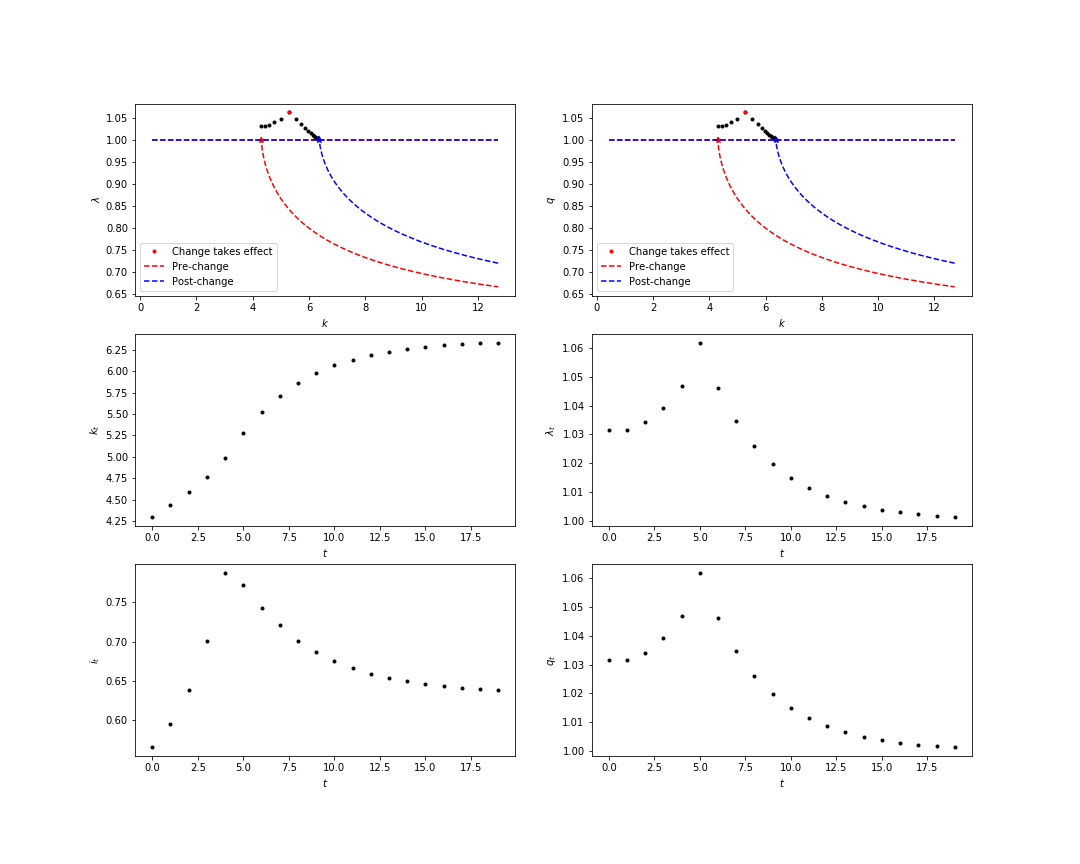 1.05
1.00
0.95
0.90
0.85
0.80
0.75
0.70
0.65
λ
Change takes effect
Pre-change
Post-change
0 2 4 6 8 10 12
k
1.05
1.00
0.95
0.90
0.85
0.80
0.75
0.70
0.65
q
Change takes effect
Pre-change
Post-change
0 2 4 6 8 10 12
k
6.25
6.00
5.75
5.50
5.25
5.00
4.75
4.50
4.25
k_t
0.0 2.5 5.0 7.5 10.0 12.5 15.0 17.5
t
1.06
1.05
1.04
1.03
1.02
1.01
1.00
λ_t
0.0 2.5 5.0 7.5 10.0 12.5 15.0 17.5
t
0.75
0.70
0.65
0.60
i_t
0.0 2.5 5.0 7.5 10.0 12.5 15.0 17.5
t
1.06
1.05
1.04
1.03
1.02
1.01
1.00
q_t
0.0 2.5 5.0 7.5 10.0 12.5 15.0 17.5
t